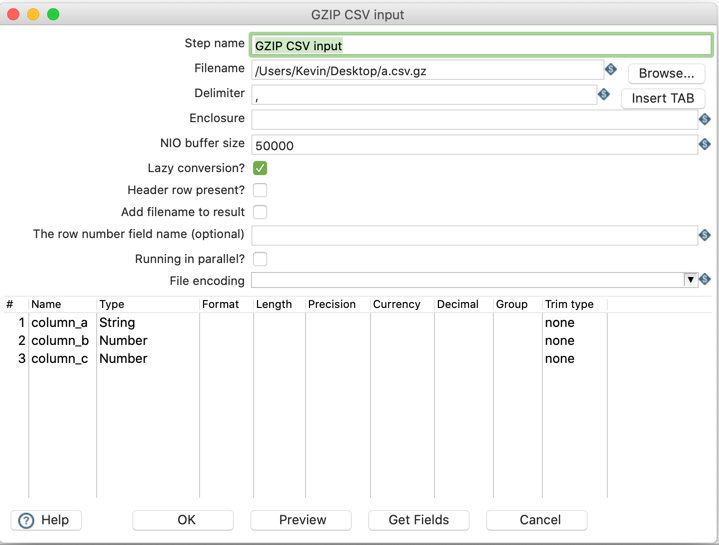 GZIP CSV input
Step name GZIP CSV input
Filename /Users/Kevin/Desktop/a.csv.gz Browse...
Delimiter , Insert TAB
Enclosure
NIO buffer size 50000
Lazy conversion?
Header row present?
Add filename to result
The row number field name (optional)
Running in parallel?
File encoding
# Name Type Format Length Precision Currency Decimal Group Trim type
1 column_a String none
2 column_b Number none
3 column_c Number none
? Help OK Preview Get Fields Cancel